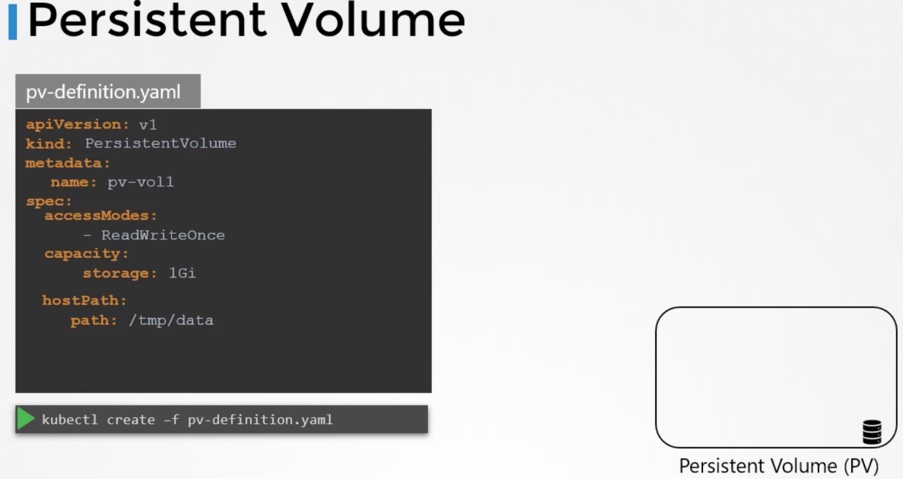 Persistent Volume
pv-definition.yaml
apiVersion: v1
kind: PersistentVolume
metadata:
name: pv-vol1
spec:
accessModes:
- ReadWriteOnce
capacity:
storage: 1Gi
hostPath:
path: /tmp/data
kubectl create -f pv-definition.yaml
Persistent Volume (PV)